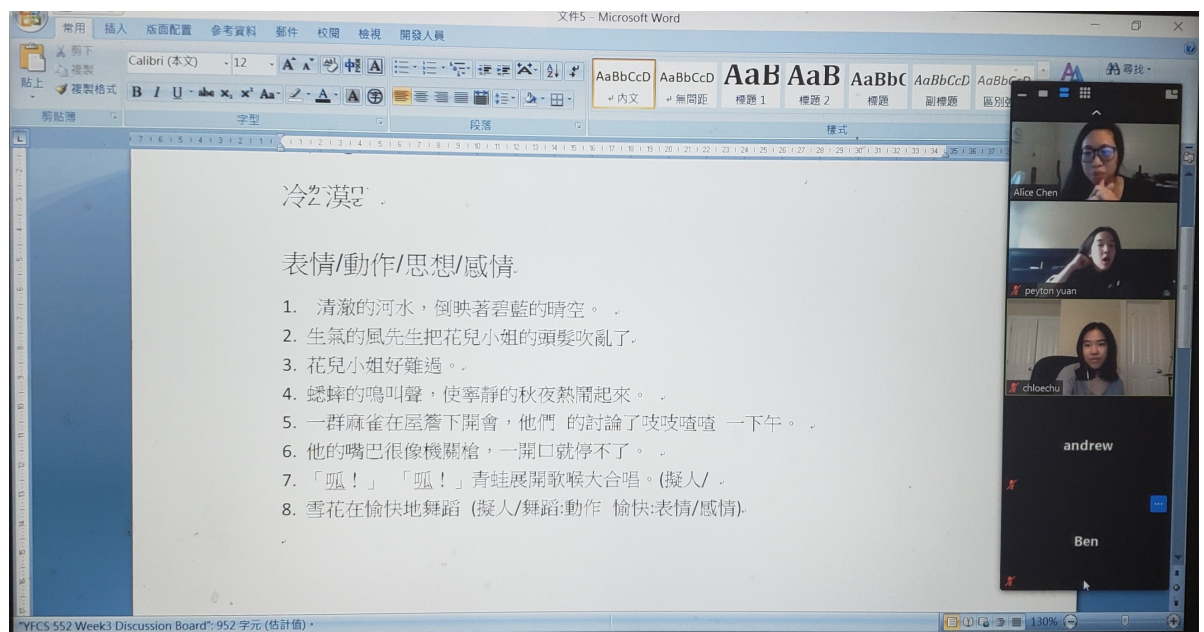 文件5 - Microsoft Word
常用 插入 版面配置 參考資料 郵件 校閱 檢視 開發人員
剪下
複製
貼上
複製格式
剪貼簿
Calibri (本文) 12
字型
段落
AaBbCcD AaBbCcD AaB AaB AaBbC AaBbCcD AaBbC
內文 無間距 標題 1 標題 2 標題 副標題
樣式
尋找
冷ㄌㄥˇ漠ㄇㄛˋ
表情/動作/思想/感情
1. 清澈的河水，倒映著碧藍的晴空。
2. 生氣的風先生把花兒小姐的頭髮吹亂了
3. 花兒小姐好難過。
4. 蟋蟀的鳴叫聲，使寧靜的秋夜熱鬧起來。
5. 一群麻雀在屋簷下開會，他們 的討論了吱吱喳喳 一下午。
6. 他的嘴巴很像機關槍，一開口就停不了。
7. 「呱！」 「呱！」青蛙展開歌喉大合唱。(擬人/
8. 雪花在愉快地舞蹈 (擬人/舞蹈:動作 愉快:表情/感情)
Alice Chen
peyton yuan
chloechu
andrew
Ben
"YFCS 552 Week3 Discussion Board": 952 字元 (估計值)
130%